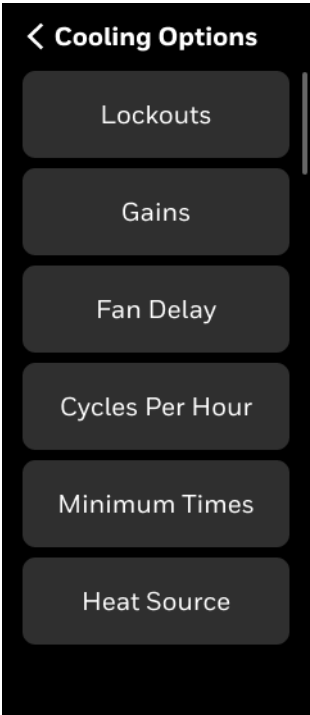 Cooling Options
Lockouts
Gains
Fan Delay
Cycles Per Hour
Minimum Times
Heat Source